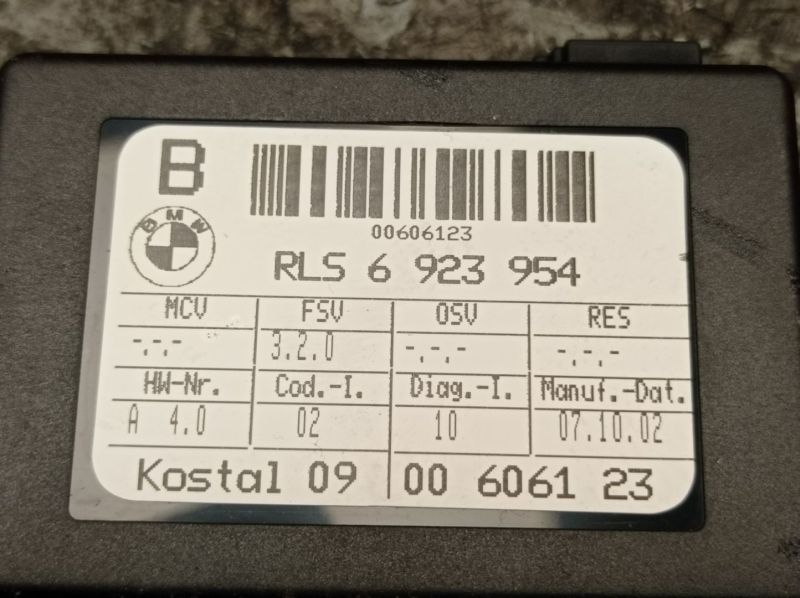 B
BMW
00606123
RLS 6 923 954
MCV FSV OSV RES
-.-.- 3.2.0 -.-.- -.-.-
HW-Nr. Cod.-I. Diag.-I. Manuf.-Dat.
A 4.0 02 10 07.10.02
Kostal 09 00 6061 23